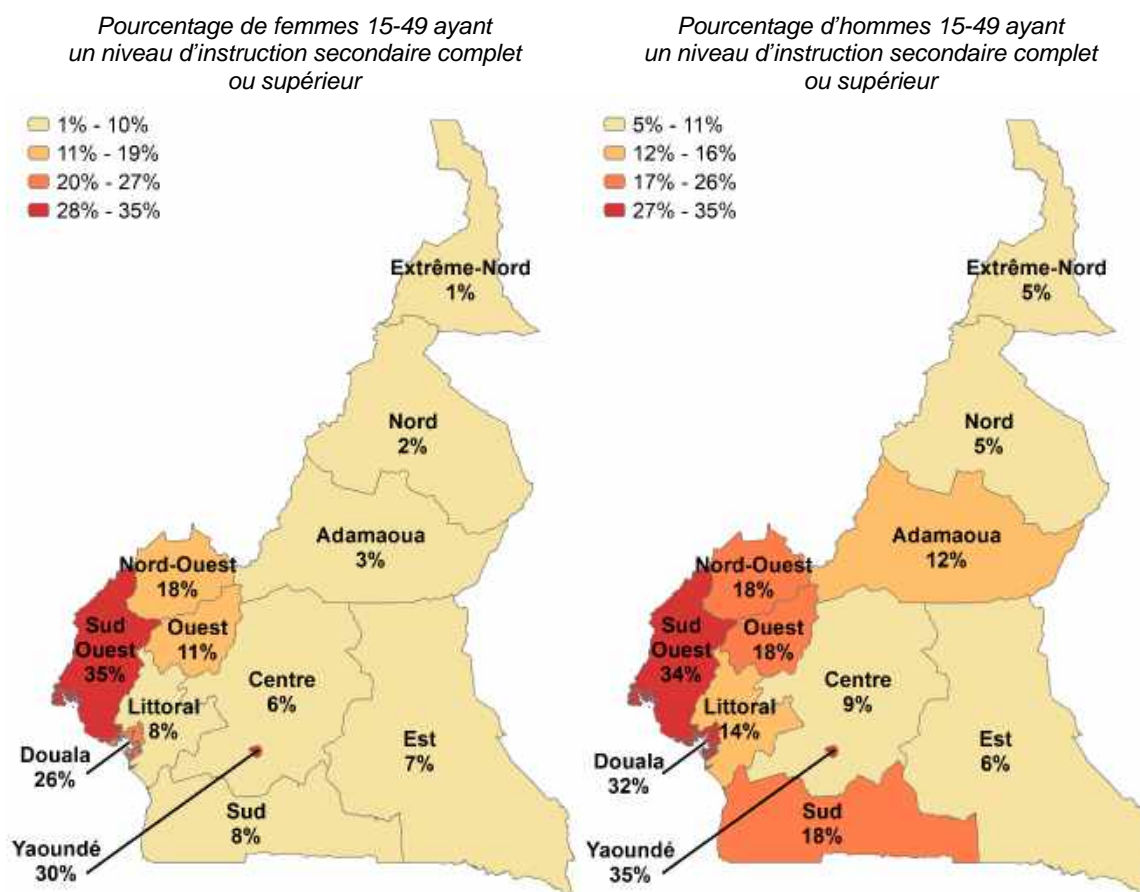 Pourcentage de femmes 15-49 ayant
un niveau d’instruction secondaire complet
ou supérieur
1% - 10%
11% - 19%
20% - 27%
28% - 35%
Extrême-Nord
1%
Nord
2%
Adamaoua
3%
Nord-Ouest
18%
Sud
Ouest
35%
Ouest
11%
Centre
6%
Littoral
8%
Est
7%
Douala
26%
Sud
8%
Yaoundé
30%
Pourcentage d’hommes 15-49 ayant
un niveau d’instruction secondaire complet
ou supérieur
5% - 11%
12% - 16%
17% - 26%
27% - 35%
Extrême-Nord
5%
Nord
5%
Adamaoua
12%
Nord-Ouest
18%
Sud
Ouest
34%
Ouest
18%
Centre
9%
Littoral
14%
Est
6%
Douala
32%
Sud
18%
Yaoundé
35%